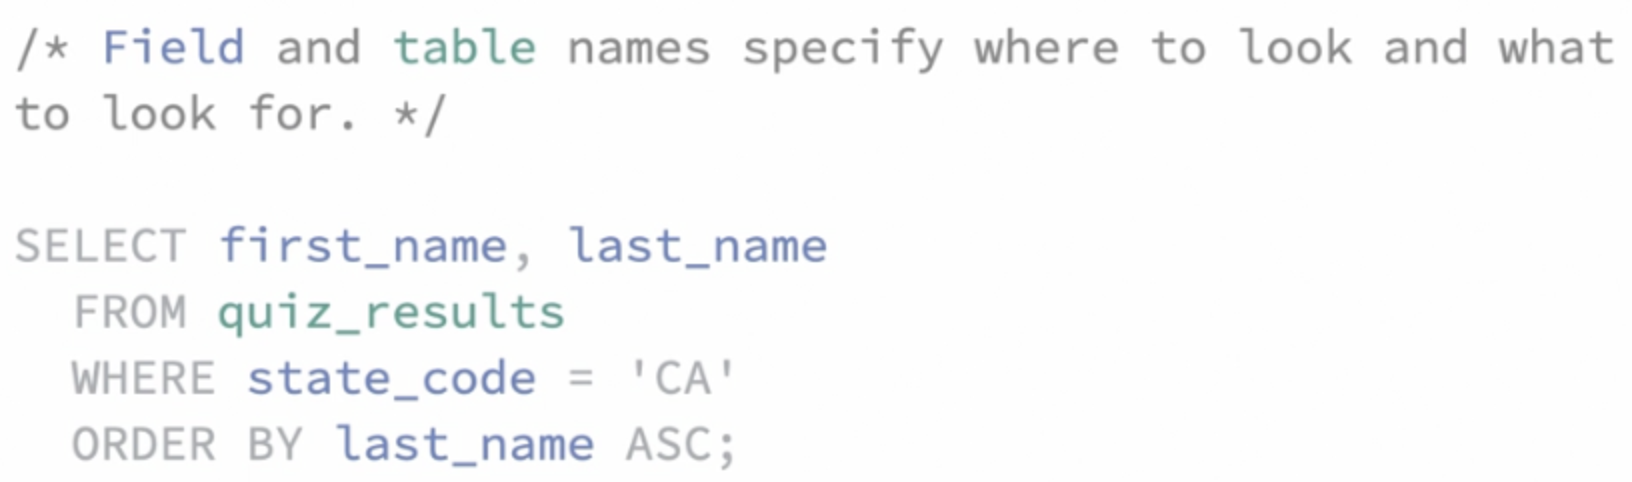 /* Field and table names specify where to look and what
to look for. */
SELECT first_name, last_name
FROM quiz_results
WHERE state_code = 'CA'
ORDER BY last_name ASC;